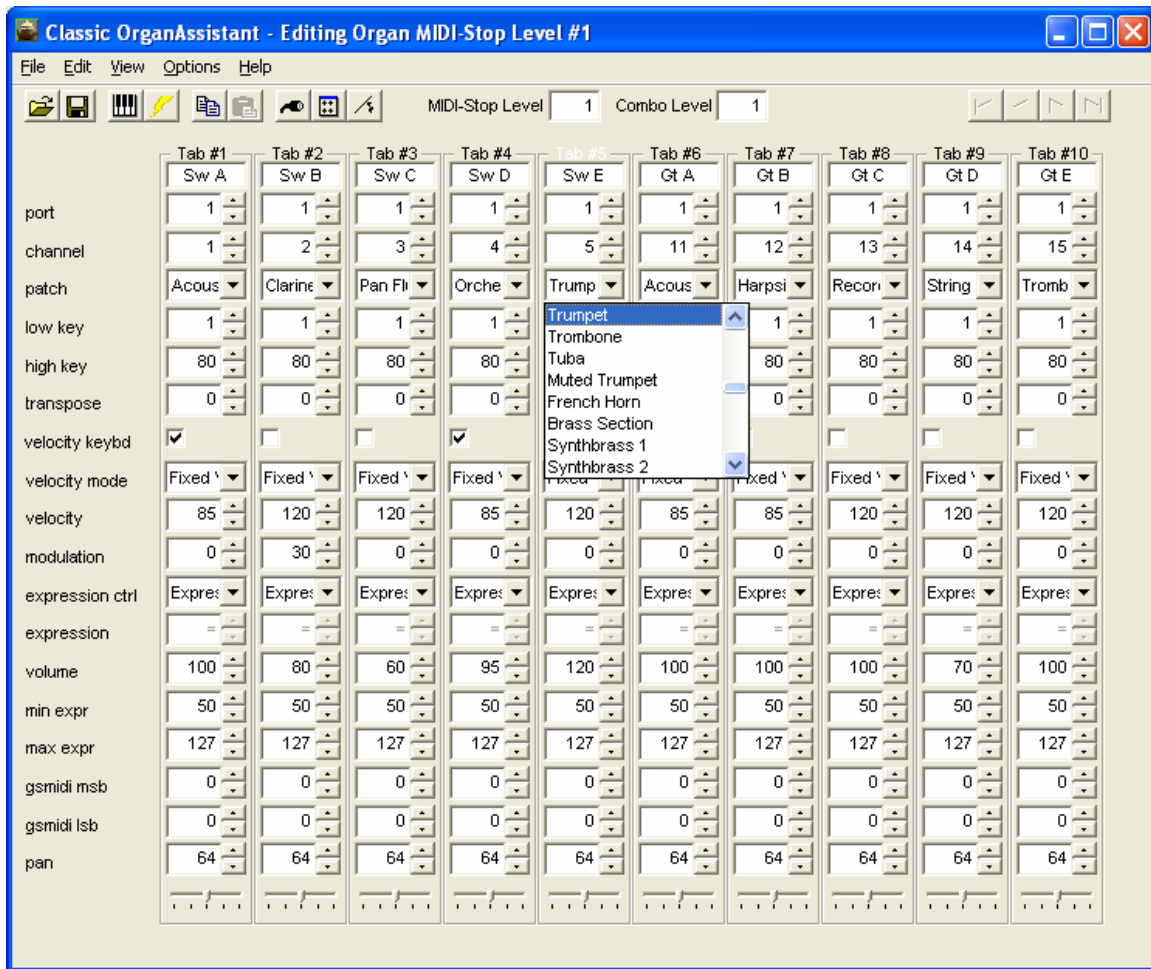 Classic OrganAssistant - Editing Organ MIDI-Stop Level #1
File Edit View Options Help
MIDI-Stop Level 1 Combo Level 1
Tab #1 Tab #2 Tab #3 Tab #4 Tab #5 Tab #6 Tab #7 Tab #8 Tab #9 Tab #10
Sw A Sw B Sw C Sw D Sw E Gt A Gt B Gt C Gt D Gt E
port 1 1 1 1 1 1 1 1 1 1
channel 1 2 3 4 5 11 12 13 14 15
patch Acous Clarine Pan Flu Orche Trump Acous Harpsi Recor String Tromb
low key 1 1 1 1 Trumpet 1 1 1 1
Trombone
high key 80 80 80 80 Tuba 80 80 80 80
Muted Trumpet
transpose 0 0 0 0 French Horn 0 0 0 0
Brass Section
velocity keybd Synthbrass 1
Synthbrass 2
velocity mode Fixed Fixed Fixed Fixed Fixed Fixed Fixed Fixed Fixed
velocity 85 120 120 85 120 85 85 120 120 120
modulation 0 30 0 0 0 0 0 0 0 0
expression ctrl Expres Expres Expres Expres Expres Expres Expres Expres Expres Expres
expression = = = = = = = = = =
volume 100 80 60 95 120 100 100 100 70 100
min expr 50 50 50 50 50 50 50 50 50 50
max expr 127 127 127 127 127 127 127 127 127 127
gsmidi msb 0 0 0 0 0 0 0 0 0 0
gsmidi lsb 0 0 0 0 0 0 0 0 0 0
pan 64 64 64 64 64 64 64 64 64 64